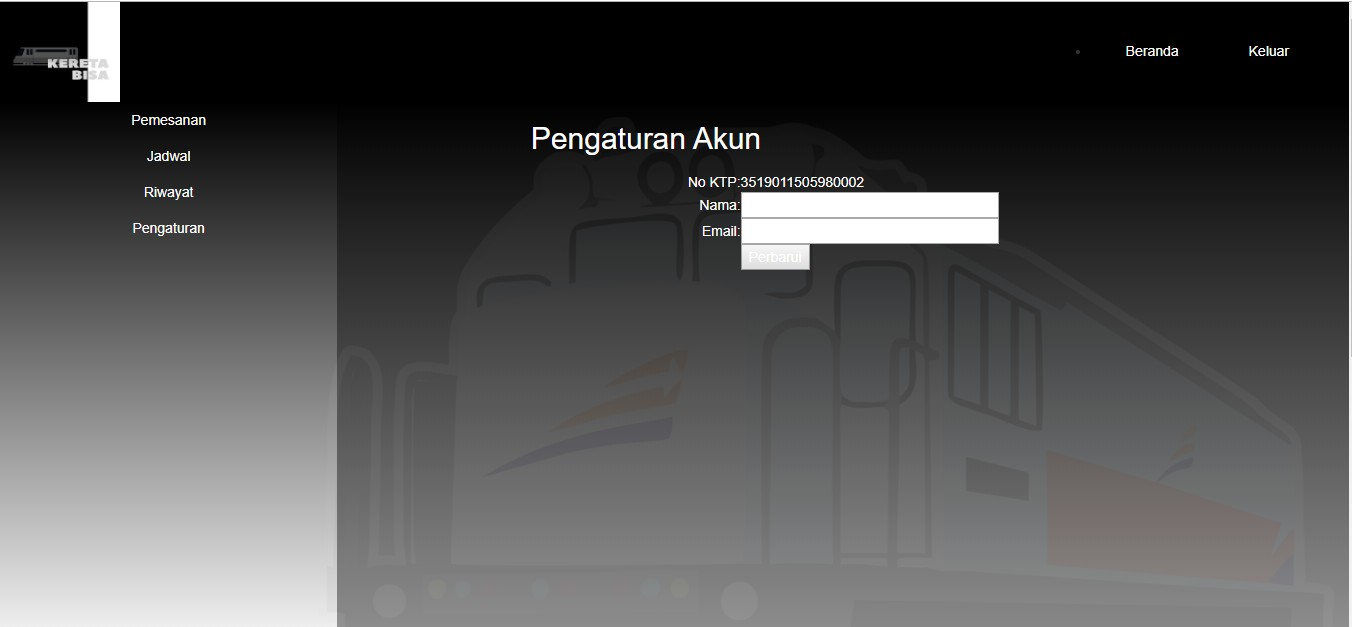 KERETA
BISA
Beranda
Keluar
Pemesanan
Jadwal
Riwayat
Pengaturan
Pengaturan Akun
No KTP:3519011505980002
Nama:
Email:
Perbarui